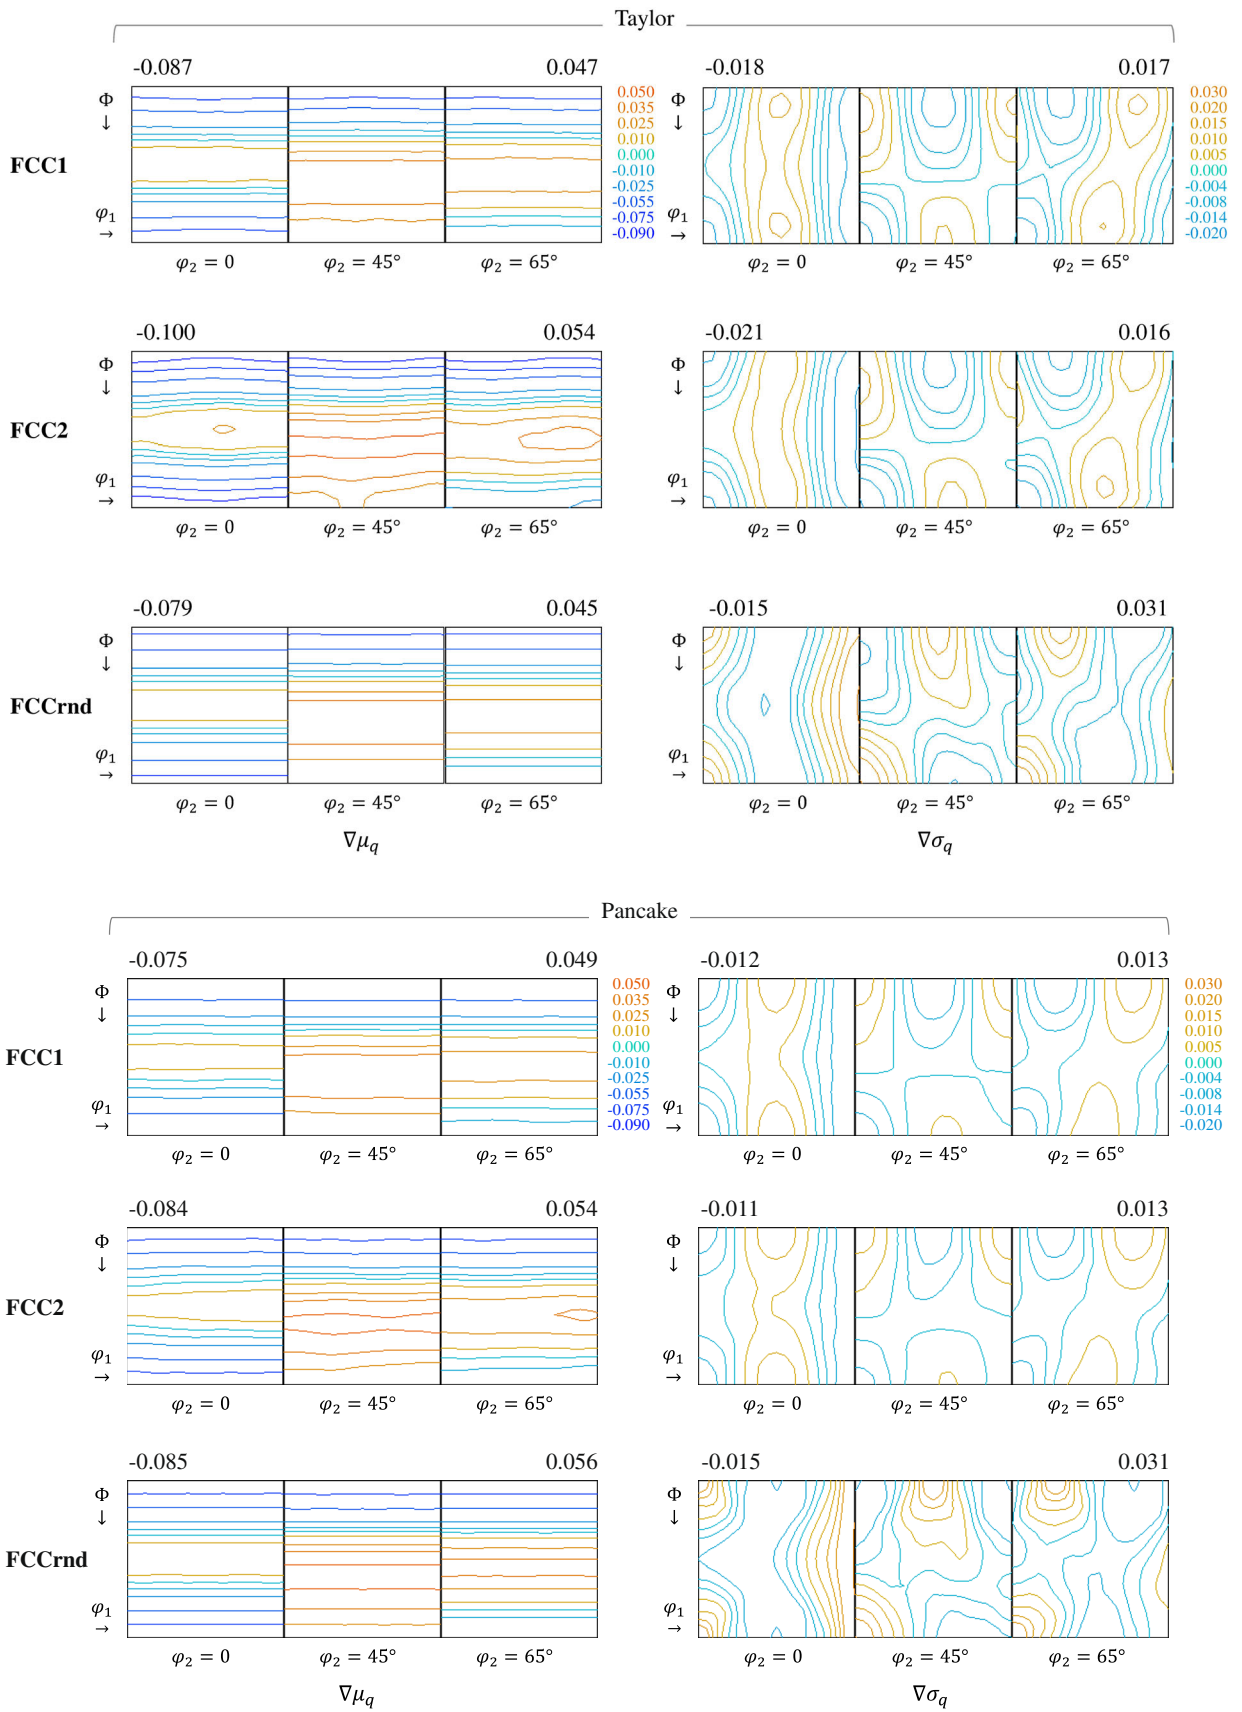 Taylor
-0.087 0.047 -0.018 0.017
FCC1
Φ
↓
φ1
→
0.050
0.035
0.025
0.010
0.000
-0.010
-0.025
-0.055
-0.075
-0.090
Φ
↓
φ1
→
0.030
0.020
0.015
0.010
0.005
0.000
-0.004
-0.008
-0.014
-0.020
φ2 = 0 φ2 = 45° φ2 = 65° φ2 = 0 φ2 = 45° φ2 = 65°
-0.100 0.054 -0.021 0.016
FCC2
Φ
↓
φ1
→
Φ
↓
φ1
→
φ2 = 0 φ2 = 45° φ2 = 65° φ2 = 0 φ2 = 45° φ2 = 65°
-0.079 0.045 -0.015 0.031
FCCrnd
Φ
↓
φ1
→
Φ
↓
φ1
→
φ2 = 0 φ2 = 45° φ2 = 65° φ2 = 0 φ2 = 45° φ2 = 65°
∇μq ∇σq
Pancake
-0.075 0.049 -0.012 0.013
FCC1
Φ
↓
φ1
→
0.050
0.035
0.025
0.010
0.000
-0.010
-0.025
-0.055
-0.075
-0.090
Φ
↓
φ1
→
0.030
0.020
0.015
0.010
0.005
0.000
-0.004
-0.008
-0.014
-0.020
φ2 = 0 φ2 = 45° φ2 = 65° φ2 = 0 φ2 = 45° φ2 = 65°
-0.084 0.054 -0.011 0.013
FCC2
Φ
↓
φ1
→
Φ
↓
φ1
→
φ2 = 0 φ2 = 45° φ2 = 65° φ2 = 0 φ2 = 45° φ2 = 65°
-0.085 0.056 -0.015 0.031
FCCrnd
Φ
↓
φ1
→
Φ
↓
φ1
→
φ2 = 0 φ2 = 45° φ2 = 65° φ2 = 0 φ2 = 45° φ2 = 65°
∇μq ∇σq